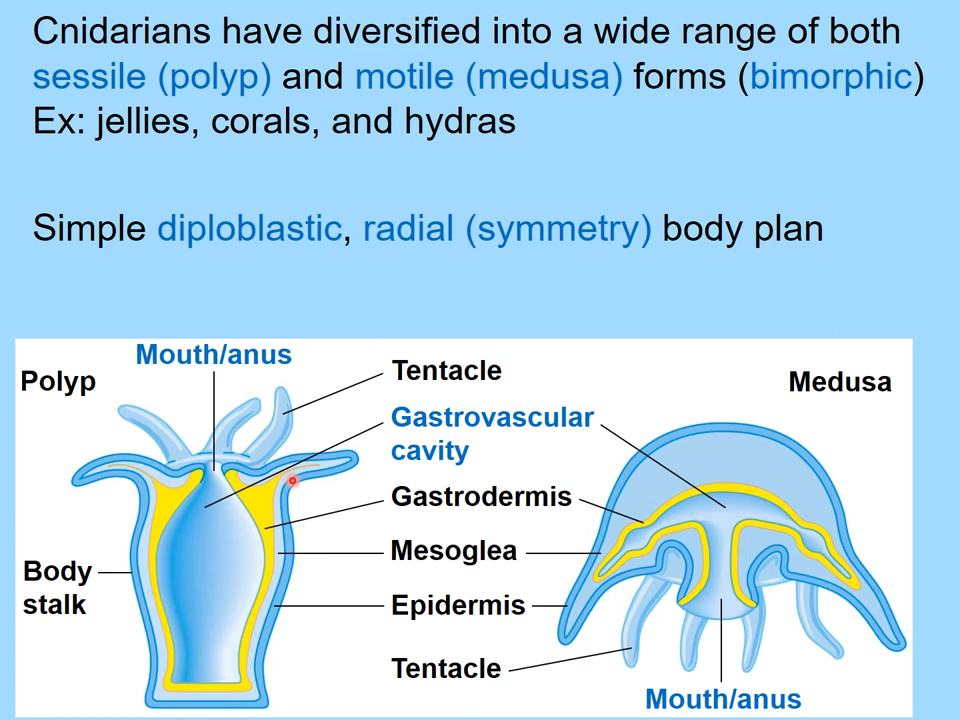 Cnidarians have diversified into a wide range of both
sessile (polyp) and motile (medusa) forms (bimorphic)
Ex: jellies, corals, and hydras
Simple diploblastic, radial (symmetry) body plan
Mouth/anus
Polyp
Tentacle
Medusa
Gastrovascular
cavity
Gastrodermis
Mesoglea
Body
stalk
Epidermis
Tentacle
Mouth/anus